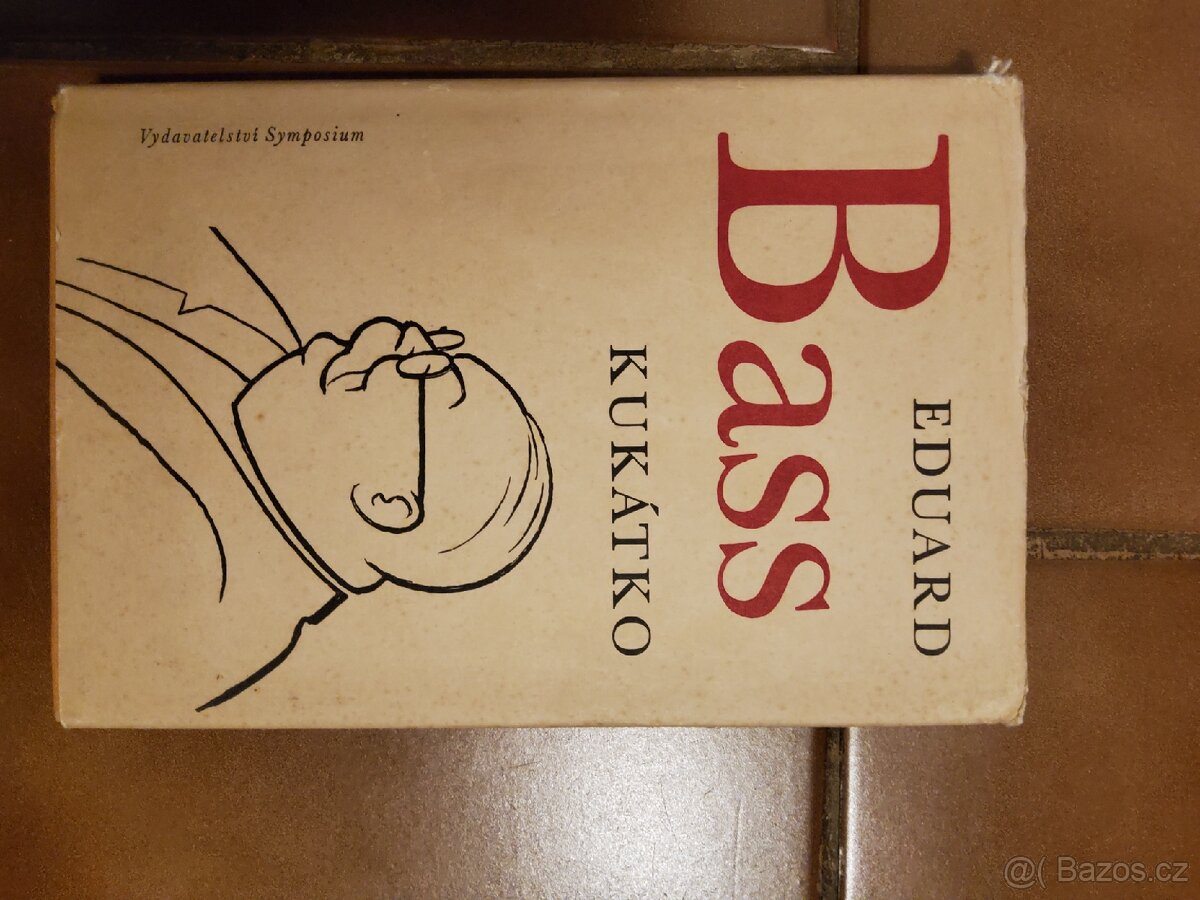 EDUARD
Bass
KUKÁTKO
Vydavatelství Symposium
@( Bazos.cz